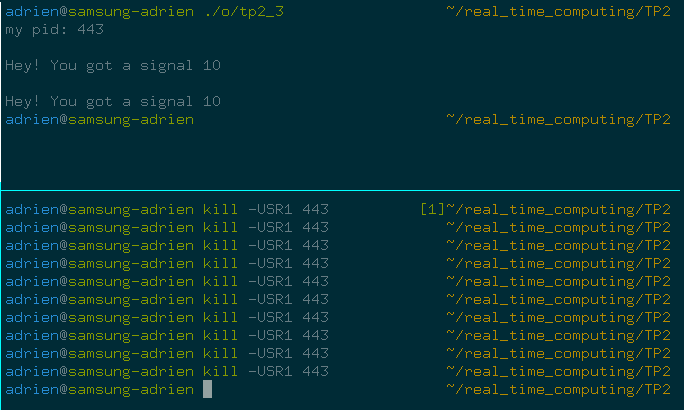 adrien@samsung-adrien ./o/tp2_3 ~/real_time_computing/TP2
my pid: 443
Hey! You got a signal 10
Hey! You got a signal 10
adrien@samsung-adrien ~/real_time_computing/TP2
adrien@samsung-adrien kill -USR1 443 [1]~/real_time_computing/TP2
adrien@samsung-adrien kill -USR1 443 ~/real_time_computing/TP2
adrien@samsung-adrien kill -USR1 443 ~/real_time_computing/TP2
adrien@samsung-adrien kill -USR1 443 ~/real_time_computing/TP2
adrien@samsung-adrien kill -USR1 443 ~/real_time_computing/TP2
adrien@samsung-adrien kill -USR1 443 ~/real_time_computing/TP2
adrien@samsung-adrien kill -USR1 443 ~/real_time_computing/TP2
adrien@samsung-adrien kill -USR1 443 ~/real_time_computing/TP2
adrien@samsung-adrien kill -USR1 443 ~/real_time_computing/TP2
adrien@samsung-adrien kill -USR1 443 ~/real_time_computing/TP2
adrien@samsung-adrien ~/real_time_computing/TP2